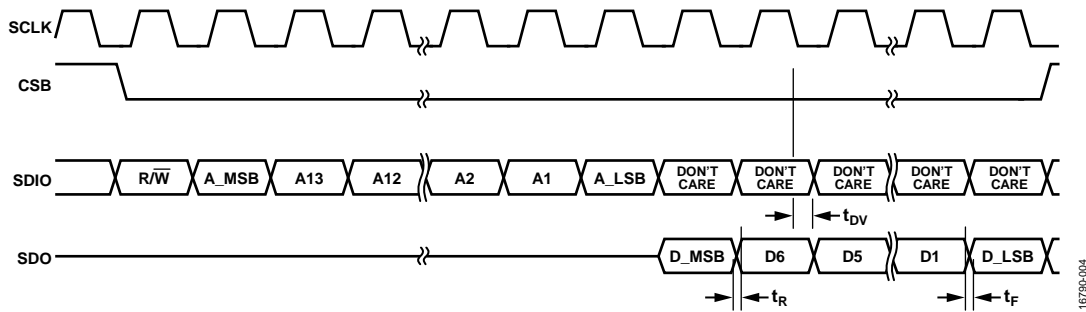 SCLK
CSB
SDIO R/W̅ A_MSB A13 A12 A2 A1 A_LSB DON'T CARE DON'T CARE DON'T CARE DON'T CARE DON'T CARE
tDV
SDO D_MSB D6 D5 D1 D_LSB
tR tF
16790-004